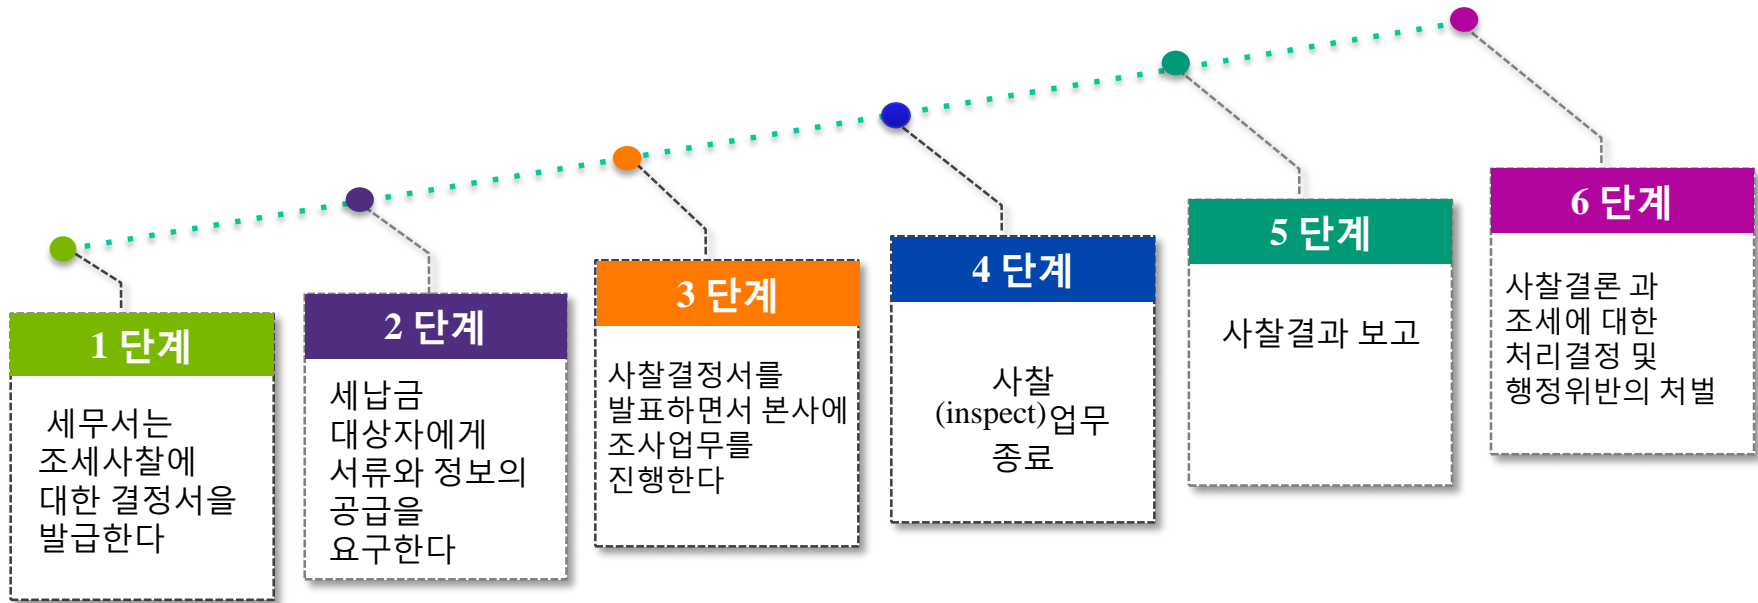 1 단계
세무서는
조세사찰에
대한 결정서을
발급한다
2 단계
세납금
대상자에게
서류와 정보의
공급을
요구한다
3 단계
사찰결정서를
발표하면서 본사에
조사업무를
진행한다
4 단계
사찰
(inspect)업무
종료
5 단계
사찰결과 보고
6 단계
사찰결론 과
조세에 대한
처리결정 및
행정위반의 처벌